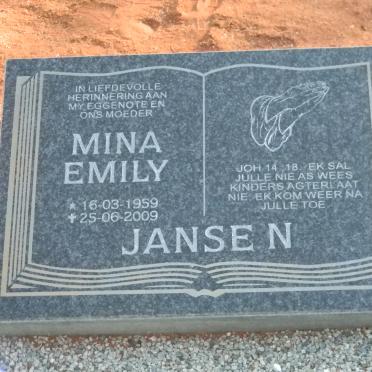 IN LIEFDEVOLLE
HERINNERING AAN
MY EGGENOTE EN
ONS MOEDER
MINA
EMILY
* 16-03-1959
✝ 25-06-2009
JOH 14 : 18. EK SAL
JULLE NIE AS WEES
KINDERS AGTERLAAT
NIE: EK KOM WEER NA
JULLE TOE
JANSEN